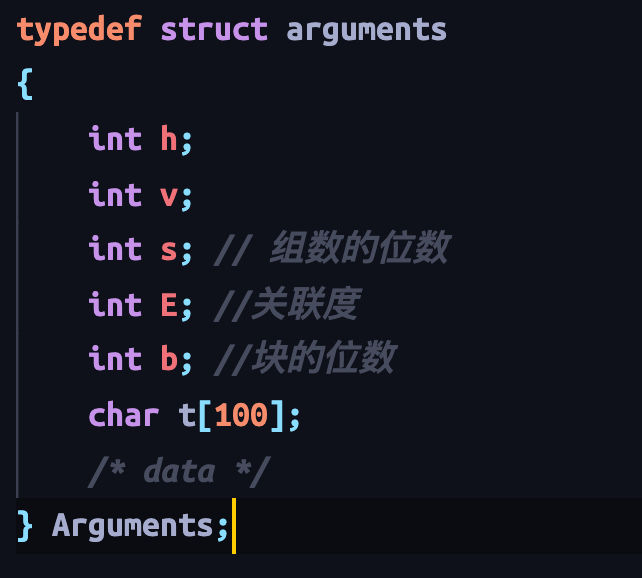 typedef struct arguments
{
    int h;
    int v;
    int s; // 组数的位数
    int E; //关联度
    int b; //块的位数
    char t[100];
    /* data */
} Arguments;